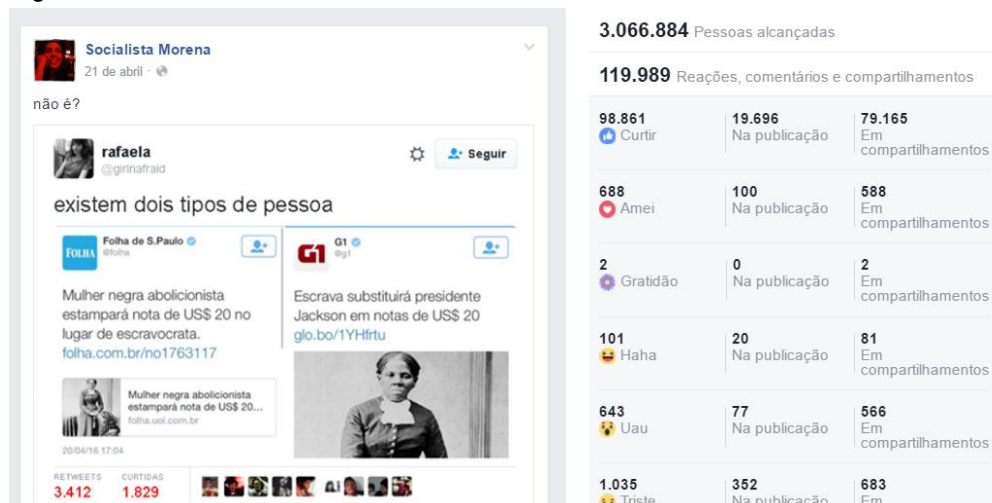 Socialista Morena
21 de abril ·
não é?
rafaela
@girlnafraid
Seguir
existem dois tipos de pessoa
FOLHA
Folha de S.Paulo
@folha
Mulher negra abolicionista
estampará nota de US$ 20 no
lugar de escravocrata.
folha.com.br/no1763117
Mulher negra abolicionista
estampará nota de US$ 20...
folha.uol.com.br
20/04/16 17:04
G1
G1
@g1
Escrava substituirá presidente
Jackson em notas de US$ 20
glo.bo/1YHfrtu
RETWEETS CURTIDAS
3.412 1.829
3.066.884 Pessoas alcançadas
119.989 Reações, comentários e compartilhamentos
98.861 19.696 79.165
Curtir Na publicação Em
compartilhamentos
688 100 588
Amei Na publicação Em
compartilhamentos
2 0 2
Gratidão Na publicação Em
compartilhamentos
101 20 81
Haha Na publicação Em
compartilhamentos
643 77 566
Uau Na publicação Em
compartilhamentos
1.035 352 683
Triste Na publicação Em